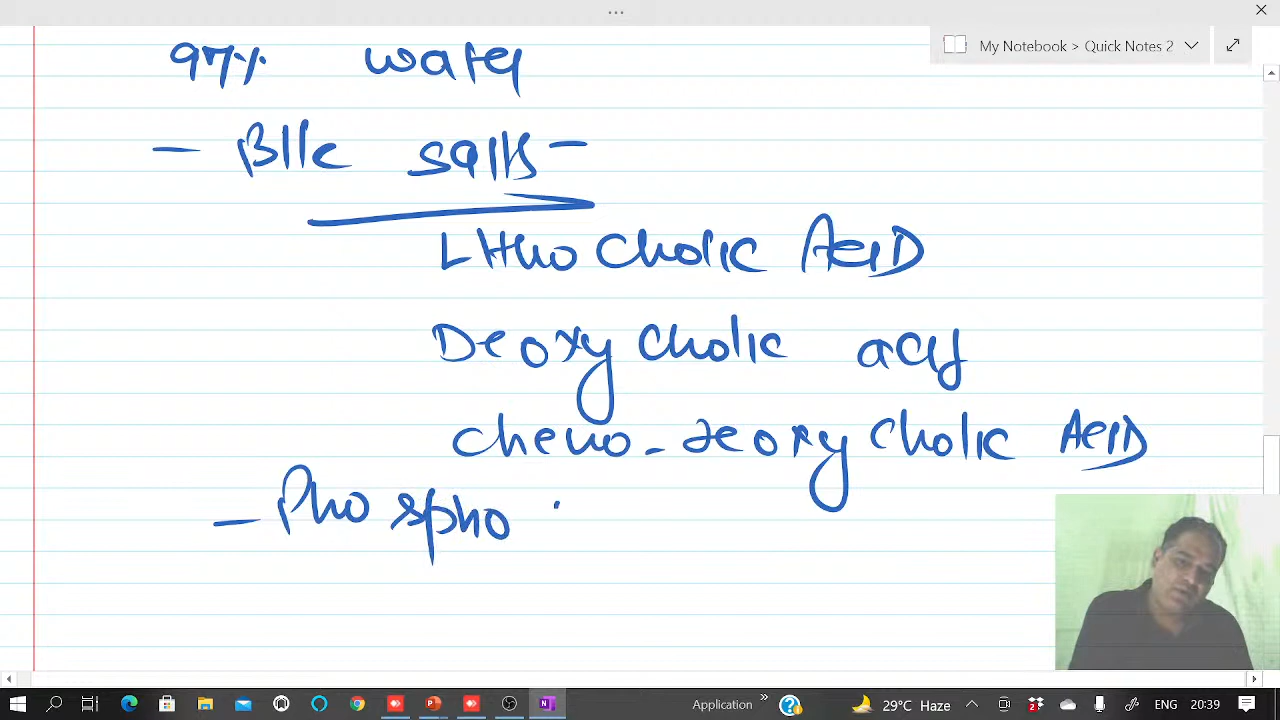 ...
My Notebook > Quick Notes 2
97% water
- Bile salts -
Litho cholic AciD
Deoxy cholic acid
cheno - deoxy cholic AciD
- Phospho
Application
29°C Haze
ENG
20:39